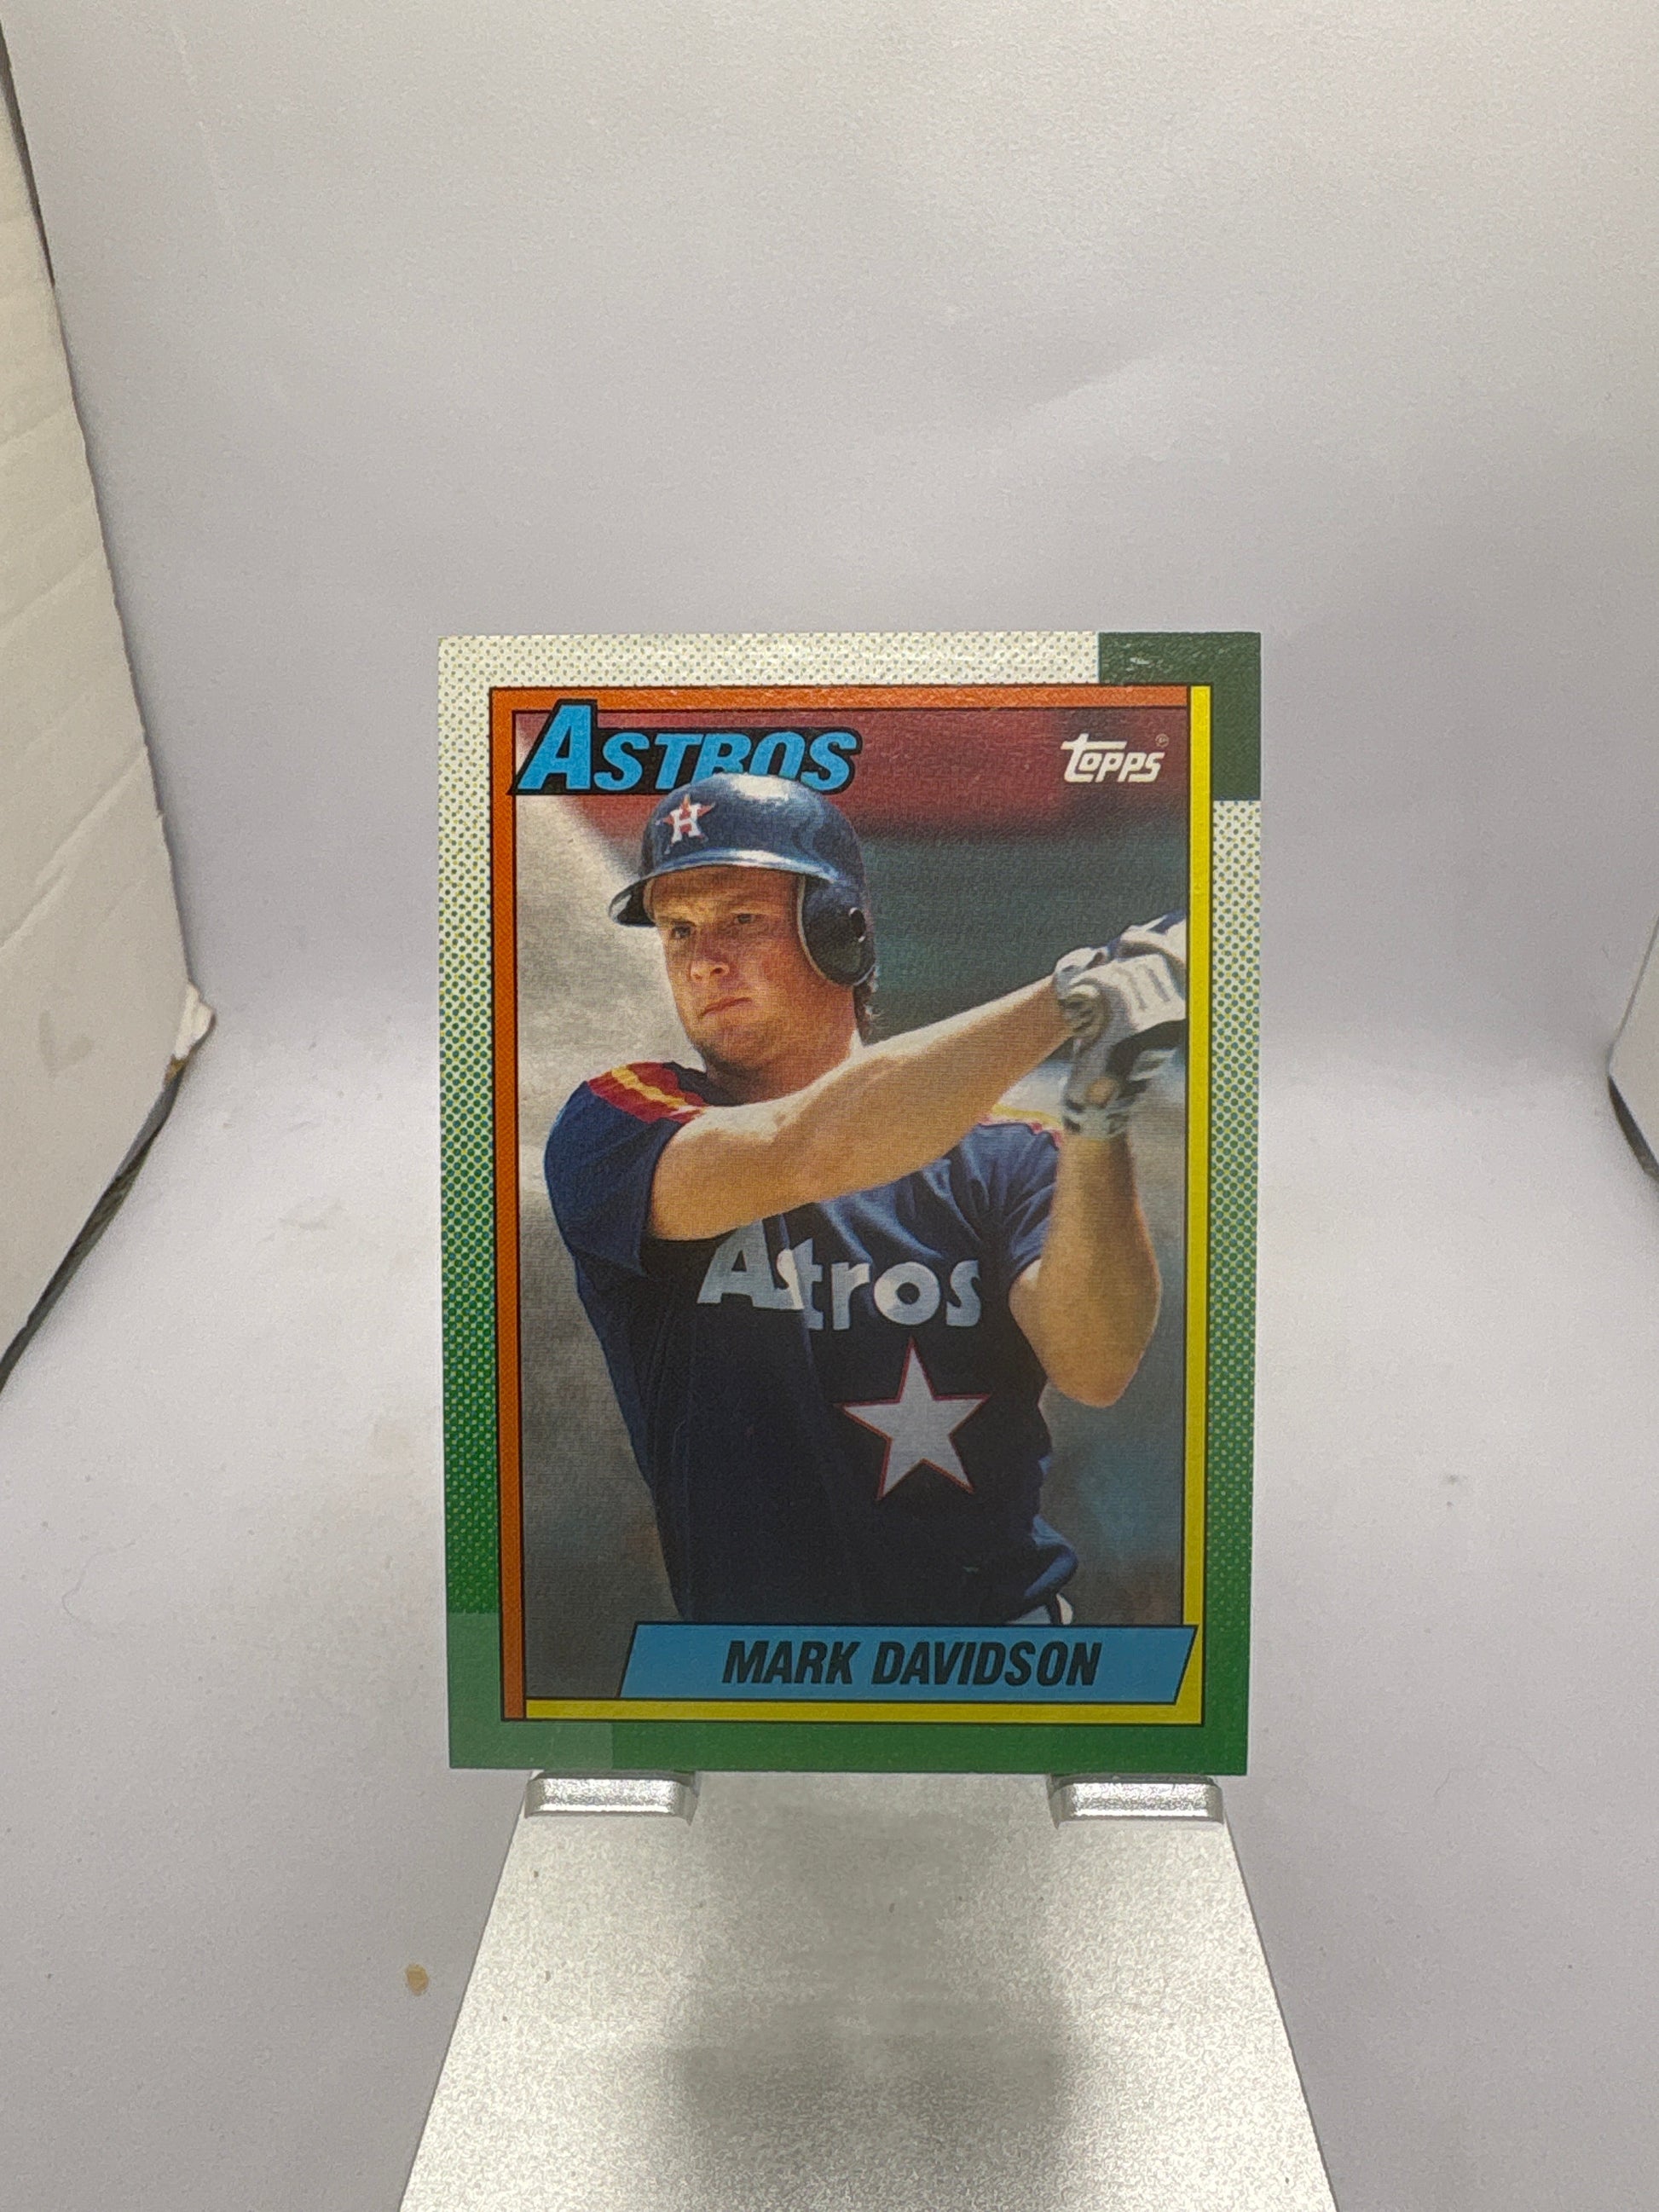 ASTROS
topps®
H
Astros
MARK DAVIDSON